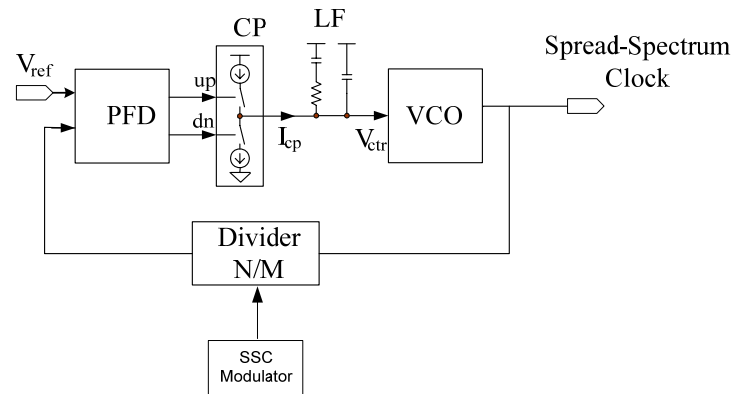 CP
LF
Spread-Spectrum
Clock
Vref
up
PFD
dn
Icp
Vctr
VCO
Divider
N/M
SSC
Modulator